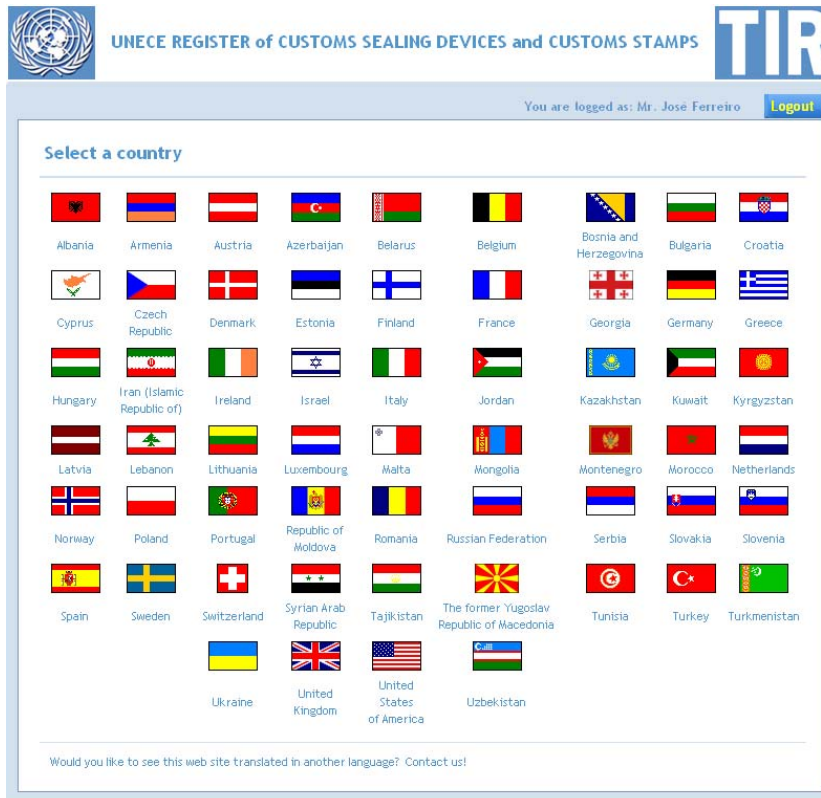 UNECE REGISTER of CUSTOMS SEALING DEVICES and CUSTOMS STAMPS
TIR
You are logged as: Mr. José Ferreiro
Logout
Select a country
Albania
Armenia
Austria
Azerbaijan
Belarus
Belgium
Bosnia and
Herzegovina
Bulgaria
Croatia
Cyprus
Czech
Republic
Denmark
Estonia
Finland
France
Georgia
Germany
Greece
Hungary
Iran (Islamic
Republic of)
Ireland
Israel
Italy
Jordan
Kazakhstan
Kuwait
Kyrgyzstan
Latvia
Lebanon
Lithuania
Luxembourg
Malta
Mongolia
Montenegro
Morocco
Netherlands
Norway
Poland
Portugal
Republic of
Moldova
Romania
Russian Federation
Serbia
Slovakia
Slovenia
Spain
Sweden
Switzerland
Syrian Arab
Republic
Tajikistan
The former Yugoslav
Republic of Macedonia
Tunisia
Turkey
Turkmenistan
Ukraine
United
Kingdom
United
States
of America
Uzbekistan
Would you like to see this web site translated in another language? Contact us!